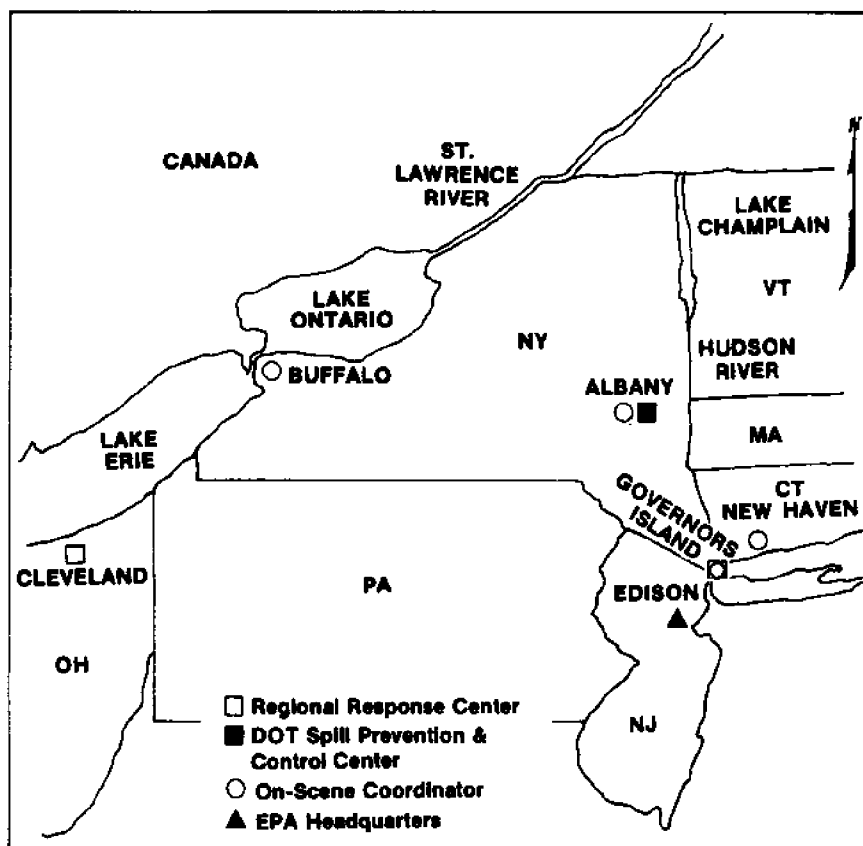 CANADA
ST.
LAWRENCE
RIVER
N
LAKE
CHAMPLAIN
VT
LAKE
ONTARIO
NY
HUDSON
RIVER
BUFFALO
ALBANY
MA
LAKE
ERIE
CT
NEW HAVEN
GOVERNORS
ISLAND
CLEVELAND
PA
EDISON
OH
NJ
Regional Response Center
DOT Spill Prevention &
Control Center
On-Scene Coordinator
EPA Headquarters